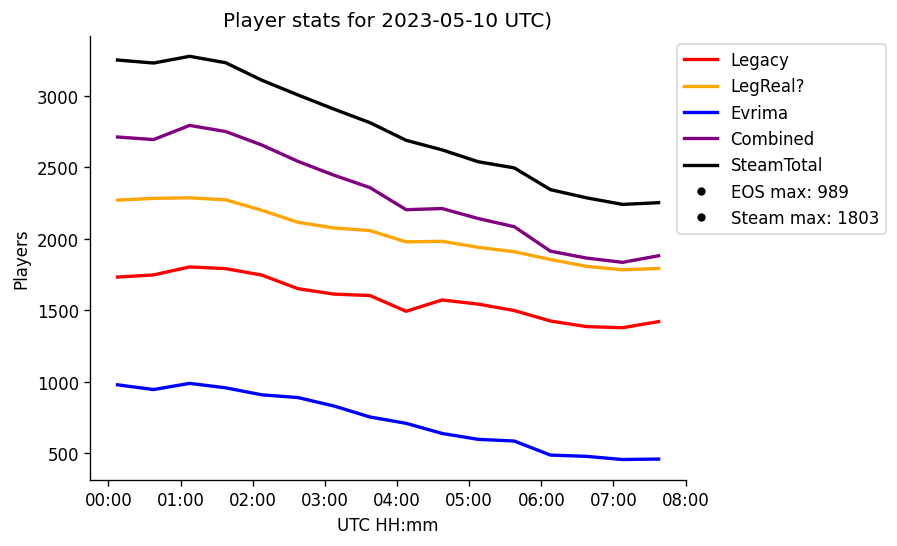 Player stats for 2023-05-10 UTC)
Legacy
LegReal?
Evrima
Combined
SteamTotal
EOS max: 989
Steam max: 1803
Players
3000
2500
2000
1500
1000
500
00:00 01:00 02:00 03:00 04:00 05:00 06:00 07:00 08:00
UTC HH:mm